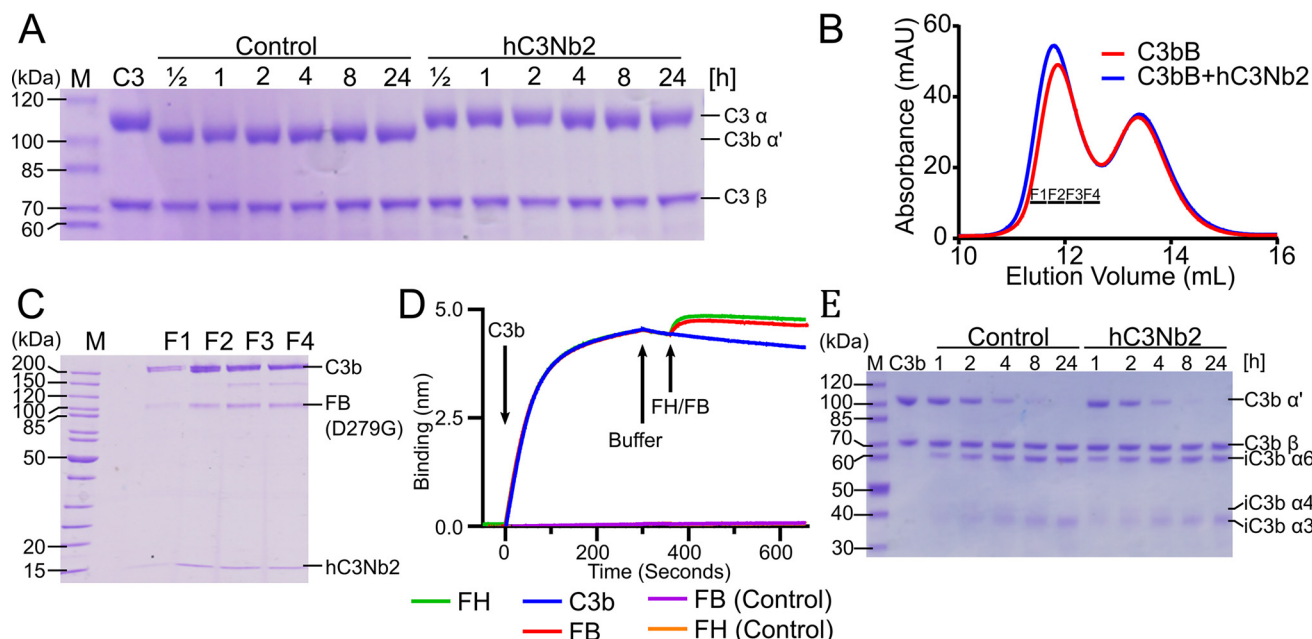 A
Control hC3Nb2
(kDa) M C3 ½ 1 2 4 8 24 ½ 1 2 4 8 24 [h]
120
100
85
70
60
C3 α
C3b α'
C3 β
B
Absorbance (mAU)
60
40
20
0
C3bB
C3bB+hC3Nb2
F1 F2 F3 F4
10 12 14 16
Elution Volume (mL)
C
(kDa) M F1 F2 F3 F4
200
150
120
100
85
50
20
15
C3b
FB
(D279G)
hC3Nb2
D
Binding (nm)
5.0
2.5
0.0
C3b
Buffer
FH/FB
0 200 400 600
Time (Seconds)
FH C3b FB (Control)
FB FH (Control)
E
Control hC3Nb2
(kDa)
M C3b 1 2 4 8 24 1 2 4 8 24 [h]
120
100
85
70
60
50
40
30
C3b α'
C3b β
iC3b α6
iC3b α4
iC3b α3